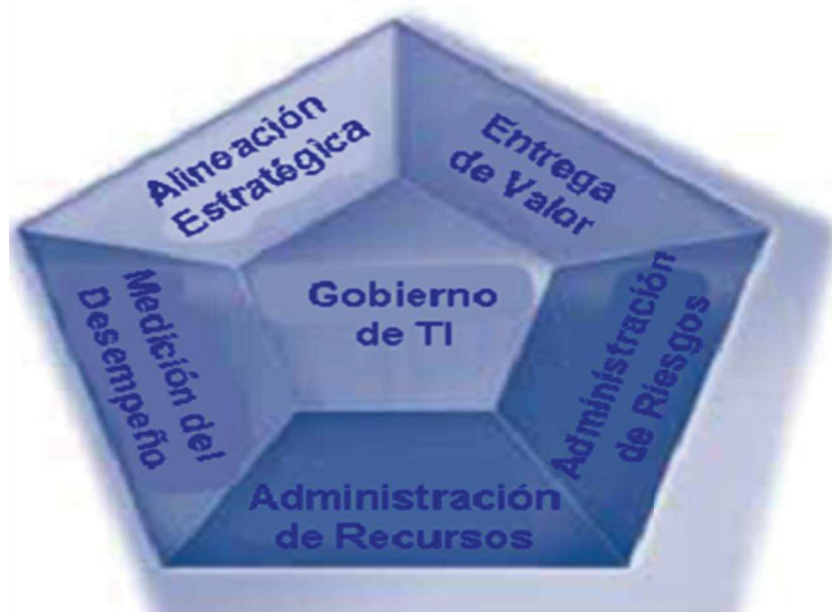 Alineación
Estratégica
Entrega
de Valor
Medición del
Desempeño
Gobierno
de TI
Administración
de Riesgos
Administración
de Recursos